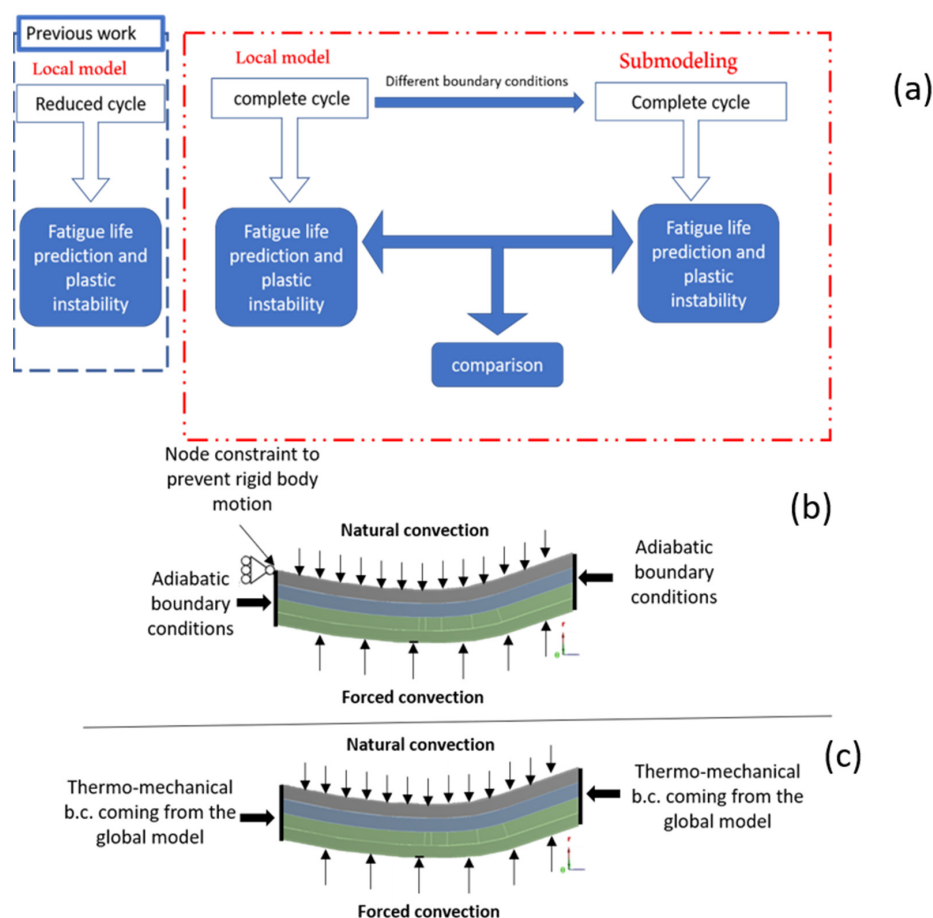 Previous work
Local model
Reduced cycle
Fatigue life
prediction and
plastic
instability
Local model
complete cycle
Different boundary conditions
Submodeling
Complete cycle
(a)
Fatigue life
prediction and
plastic
instability
Fatigue life
prediction and
plastic
instability
comparison
Node constraint to
prevent rigid body
motion
(b)
Natural convection
Adiabatic
boundary
conditions
Adiabatic
boundary
conditions
Forced convection
(c)
Natural convection
Thermo-mechanical
b.c. coming from the
global model
Thermo-mechanical
b.c. coming from the
global model
Forced convection